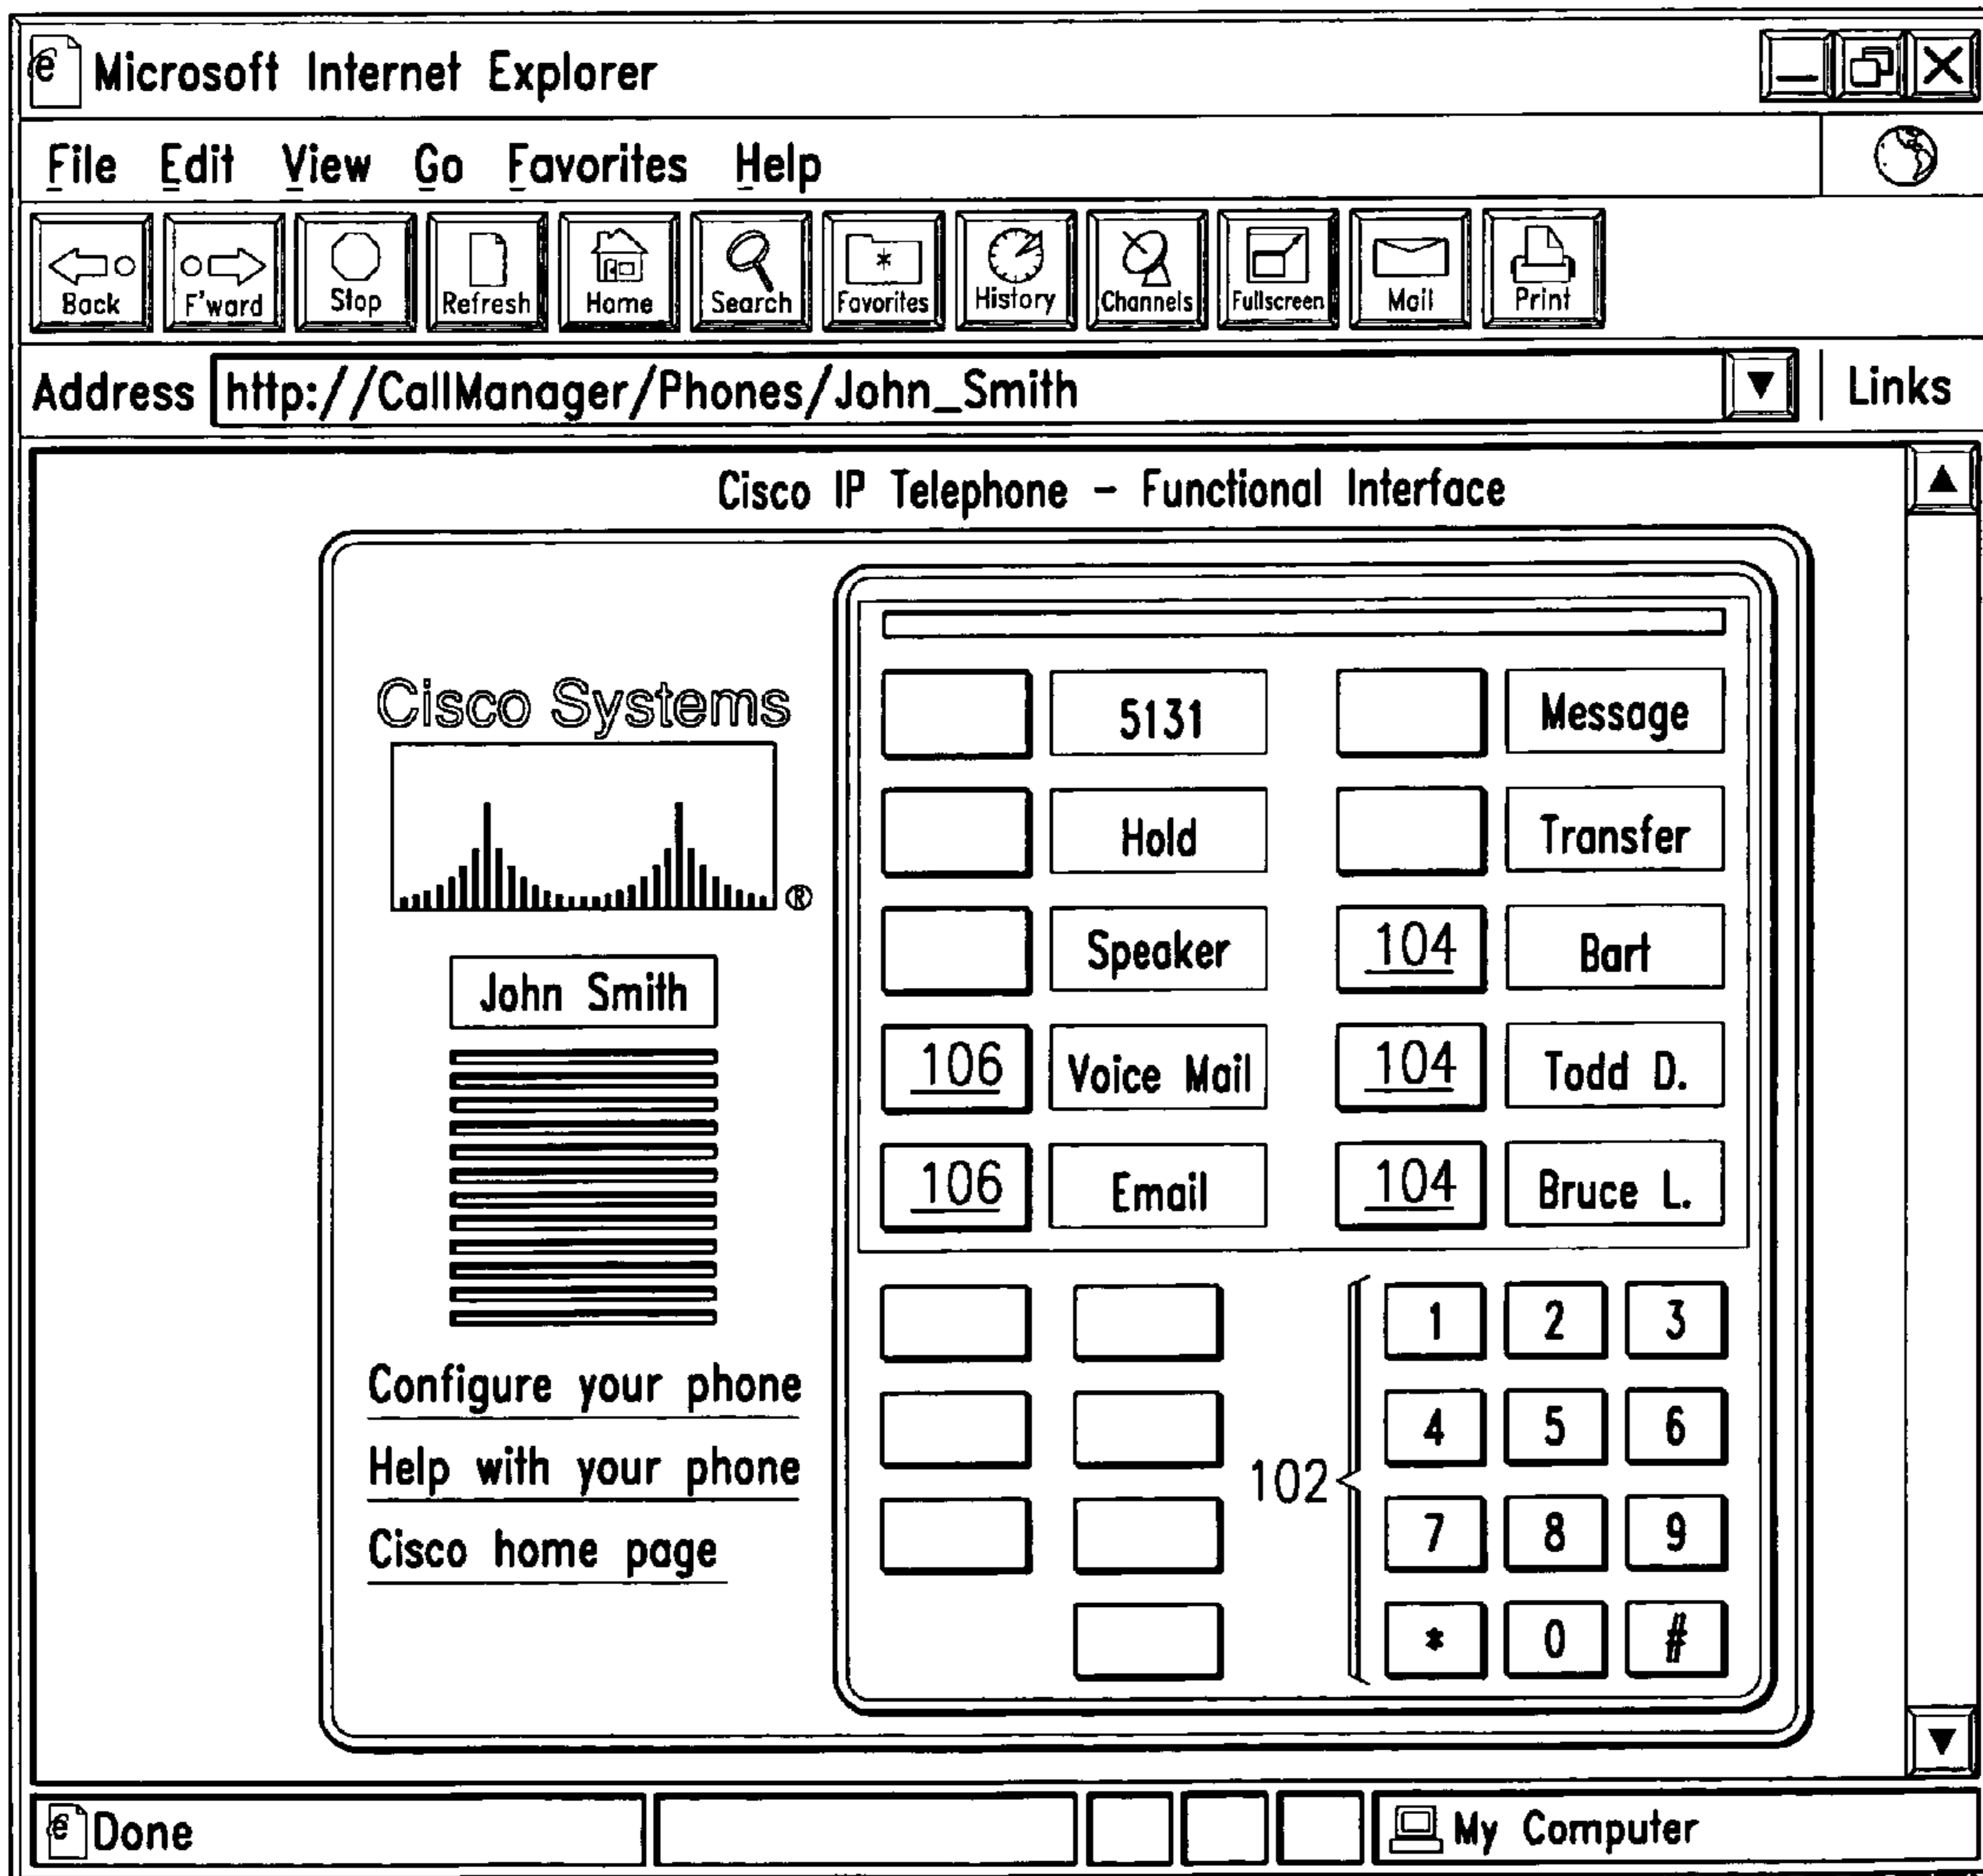 Microsoft Internet Explorer
File Edit View Go Favorites Help
Back F'ward Stop Refresh Home Search Favorites History Channels Fullscreen Mail Print
Address http://CallManager/Phones/John_Smith Links
Cisco IP Telephone – Functional Interface
Cisco Systems
®
John Smith
Configure your phone
Help with your phone
Cisco home page
5131 Message
Hold Transfer
Speaker 104 Bart
106 Voice Mail 104 Todd D.
106 Email 104 Bruce L.
102
1 2 3
4 5 6
7 8 9
* 0 #
Done My Computer